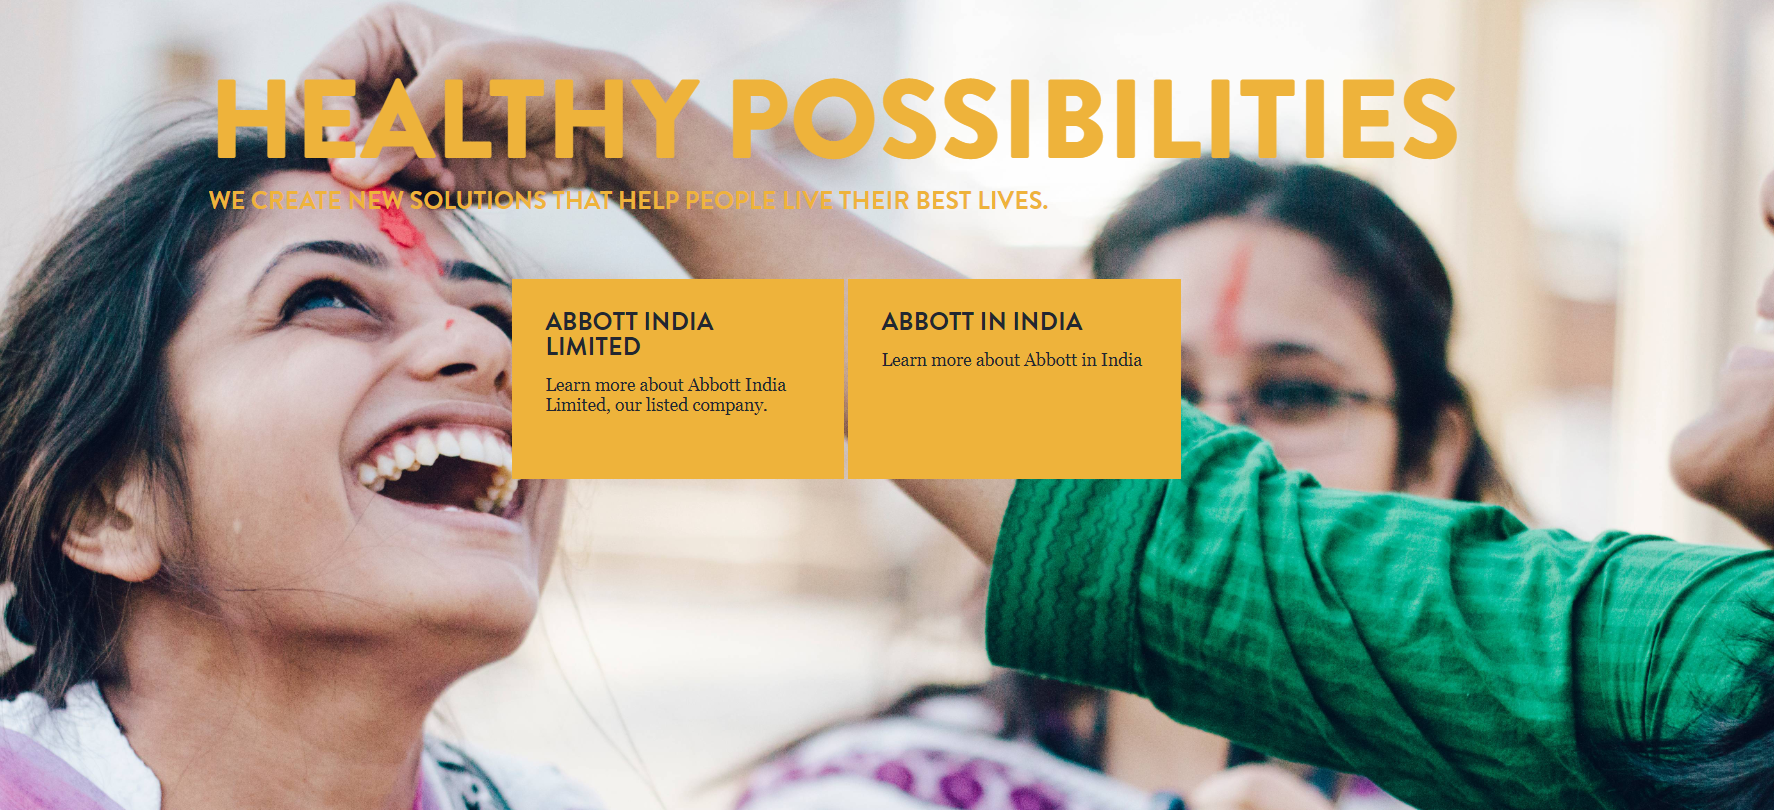 HEALTHY POSSIBILITIES
WE CREATE NEW SOLUTIONS THAT HELP PEOPLE LIVE THEIR BEST LIVES.
ABBOTT INDIA
LIMITED
Learn more about Abbott India
Limited, our listed company.
ABBOTT IN INDIA
Learn more about Abbott in India